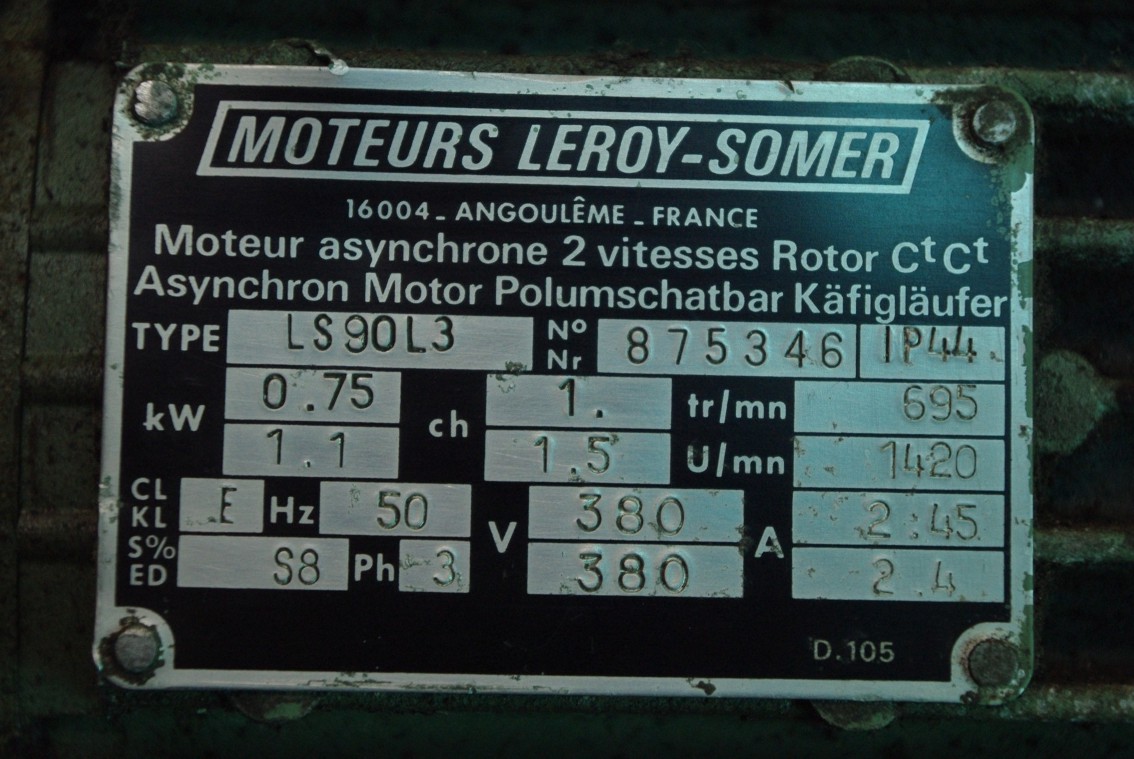 MOTEURS LEROY-SOMER
16004 - ANGOULÊME - FRANCE
Moteur asynchrone 2 vitesses Rotor CtCt
Asynchron Motor Polumschatbar Käfigläufer
TYPE LS90L3 No Nr 875346 IP44
kW 0.75 ch 1. tr/mn 695
1.1 1.5 U/mn 1420
CL KL E Hz 50 V 380 A 2.45
S% ED S8 Ph 3 380 2.4
D.105